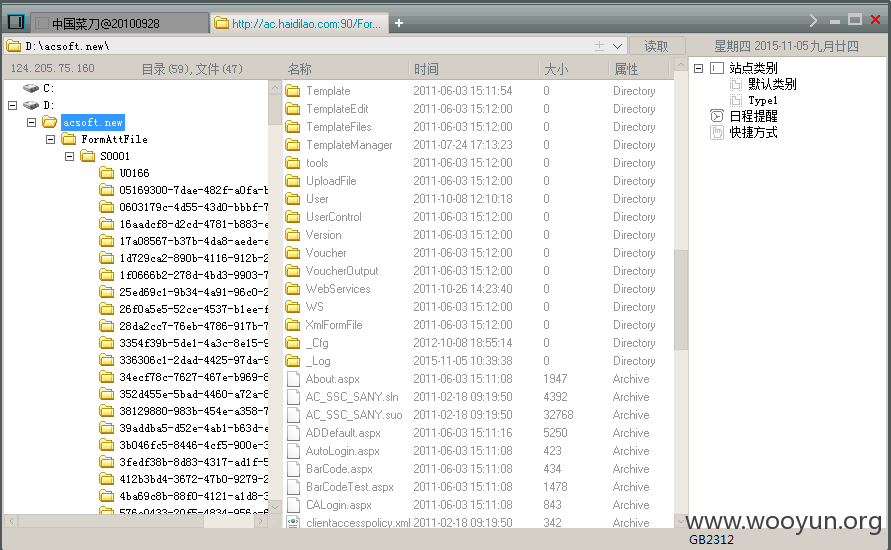 中国菜刀@20100928
http://ac.haidilao.com:90/For...
+
D:\acsoft.new\
读取
星期四 2015-11-05 九月廿四
124.205.75.160
目录(59),文件(47)
名称 时间 大小 属性
C:
D:
acsoft.new
FormAttFile
S0001
U0166
05169300-7dae-482f-a0fa-b
0603179c-4d55-43d0-bbbf-7
16aadcf8-d2cd-4781-b883-e
17a08567-b37b-4da8-aede-e
1d729ca2-890b-4116-912b-2
1f0666b2-278d-4bd3-9903-7
25ed69c1-9b34-4a91-96c0-2
26f0a5e5-52ce-4537-b1ee-f
28da2cc7-76eb-4786-917b-7
3354f39b-5de1-4a3c-8e15-9
336306c1-2dad-4425-97da-9
34ecf78c-7627-467e-b969-8
352d455e-5bad-4460-a72a-8
38129880-983b-454e-a358-7
39addba5-d52e-4ab1-b63d-e
3b046fc5-8446-4cf5-900e-3
3fedf38b-8d83-4317-ad1f-5
412b3bd4-3672-47b0-9279-2
4ba69c8b-88f0-4121-a1d8-3
Template 2011-06-03 15:11:54 0 Directory
TemplateEdit 2011-06-03 15:12:00 0 Directory
TemplateFiles 2011-06-03 15:12:00 0 Directory
TemplateManager 2011-07-24 17:13:23 0 Directory
tools 2011-06-03 15:12:00 0 Directory
UploadFile 2011-06-03 15:12:00 0 Directory
User 2011-10-08 12:10:18 0 Directory
UserControl 2011-06-03 15:12:00 0 Directory
Version 2011-06-03 15:12:00 0 Directory
Voucher 2011-06-03 15:12:00 0 Directory
VoucherOutput 2011-06-03 15:12:00 0 Directory
WebServices 2011-10-26 14:23:40 0 Directory
WS 2011-06-03 15:12:00 0 Directory
XmlFormFile 2011-06-03 15:12:00 0 Directory
_Cfg 2012-10-08 18:55:14 0 Directory
_Log 2015-11-05 10:39:38 0 Directory
About.aspx 2011-06-03 15:11:08 1947 Archive
AC_SSC_SANY.sln 2011-02-18 09:19:50 4392 Archive
AC_SSC_SANY.suo 2011-02-18 09:19:50 32768 Archive
ADDefault.aspx 2011-06-03 15:11:16 5250 Archive
AutoLogin.aspx 2011-06-03 15:11:08 423 Archive
BarCode.aspx 2011-06-03 15:11:08 434 Archive
BarCodeTest.aspx 2011-06-03 15:11:08 1478 Archive
CALogin.aspx 2011-06-03 15:11:08 843 Archive
clientaccesspolicy.xml 2011-02-18 09:19:50 342 Archive
站点类别
默认类别
Type1
日程提醒
快捷方式
www.wooyun.org
GB2312